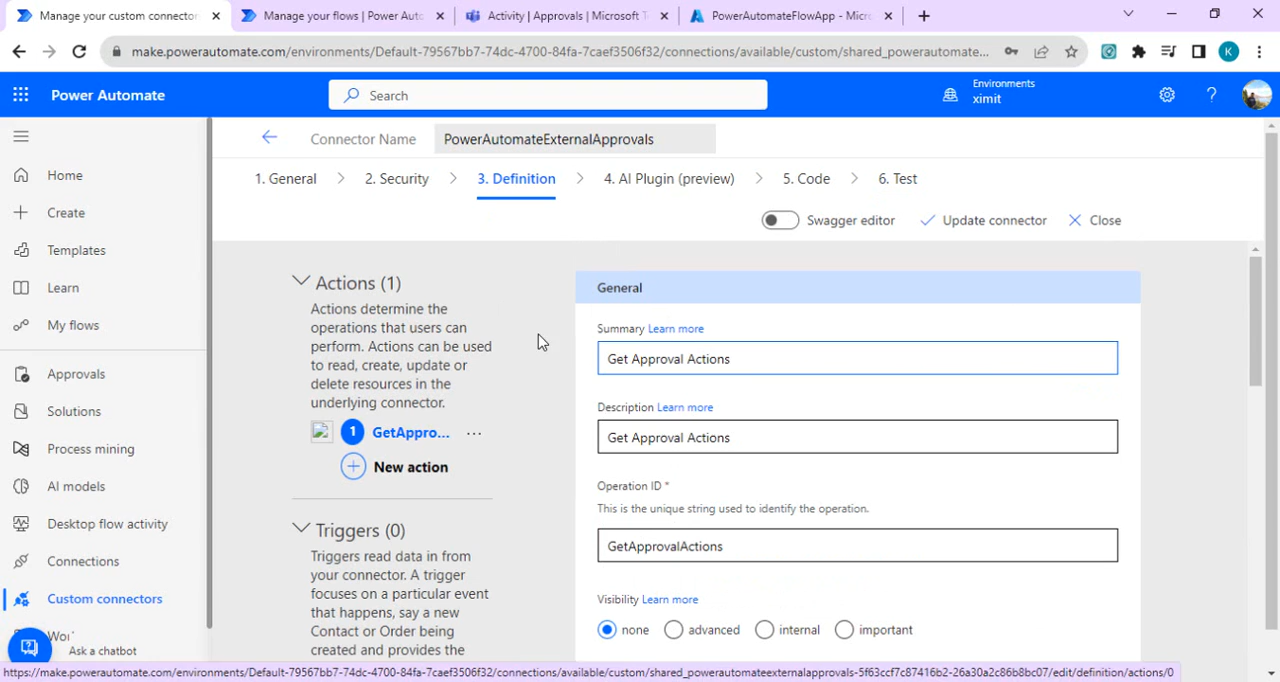 Manage your custom connector
Manage your flows | Power Auto
Activity | Approvals | Microsoft T
PowerAutomateFlowApp - Micr
make.powerautomate.com/environments/Default-79567bb7-74dc-4700-84fa-7caef3506f32/connections/available/custom/shared_powerautomate...
K
Power Automate
Search
Environments
ximit
Home
Create
Templates
Learn
My flows
Approvals
Solutions
Process mining
AI models
Desktop flow activity
Connections
Custom connectors
Ask a chatbot
Connector Name
PowerAutomateExternalApprovals
1. General
2. Security
3. Definition
4. AI Plugin (preview)
5. Code
6. Test
Swagger editor
Update connector
Close
Actions (1)
Actions determine the
operations that users can
perform. Actions can be used
to read, create, update or
delete resources in the
underlying connector.
1 GetAppro... ...
New action
Triggers (0)
Triggers read data in from
your connector. A trigger
focuses on a particular event
that happens, say a new
Contact or Order being
created and provides the
General
Summary Learn more
Get Approval Actions
Description Learn more
Get Approval Actions
Operation ID *
This is the unique string used to identify the operation.
GetApprovalActions
Visibility Learn more
none
advanced
internal
important
https://make.powerautomate.com/environments/Default-79567bb7-74dc-4700-84fa-7caef3506f32/connections/available/custom/shared_powerautomateexternalapprovals-5f63ccf7c87416b2-26a30a2c86b8bc07/edit/definition/actions/0